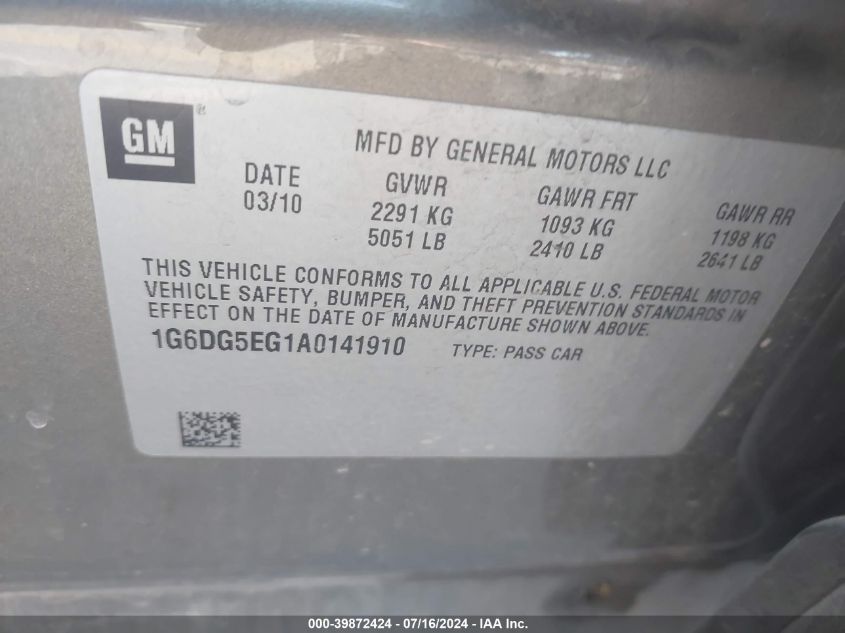 GM ®
MFD BY GENERAL MOTORS LLC
DATE GVWR GAWR FRT GAWR RR
03/10 2291 KG 1093 KG 1198 KG
5051 LB 2410 LB 2641 LB
THIS VEHICLE CONFORMS TO ALL APPLICABLE U.S. FEDERAL MOTOR
VEHICLE SAFETY, BUMPER, AND THEFT PREVENTION STANDARDS IN
EFFECT ON THE DATE OF MANUFACTURE SHOWN ABOVE.
1G6DG5EG1A0141910 TYPE: PASS CAR
000-39872424 - 07/16/2024 - IAA Inc.